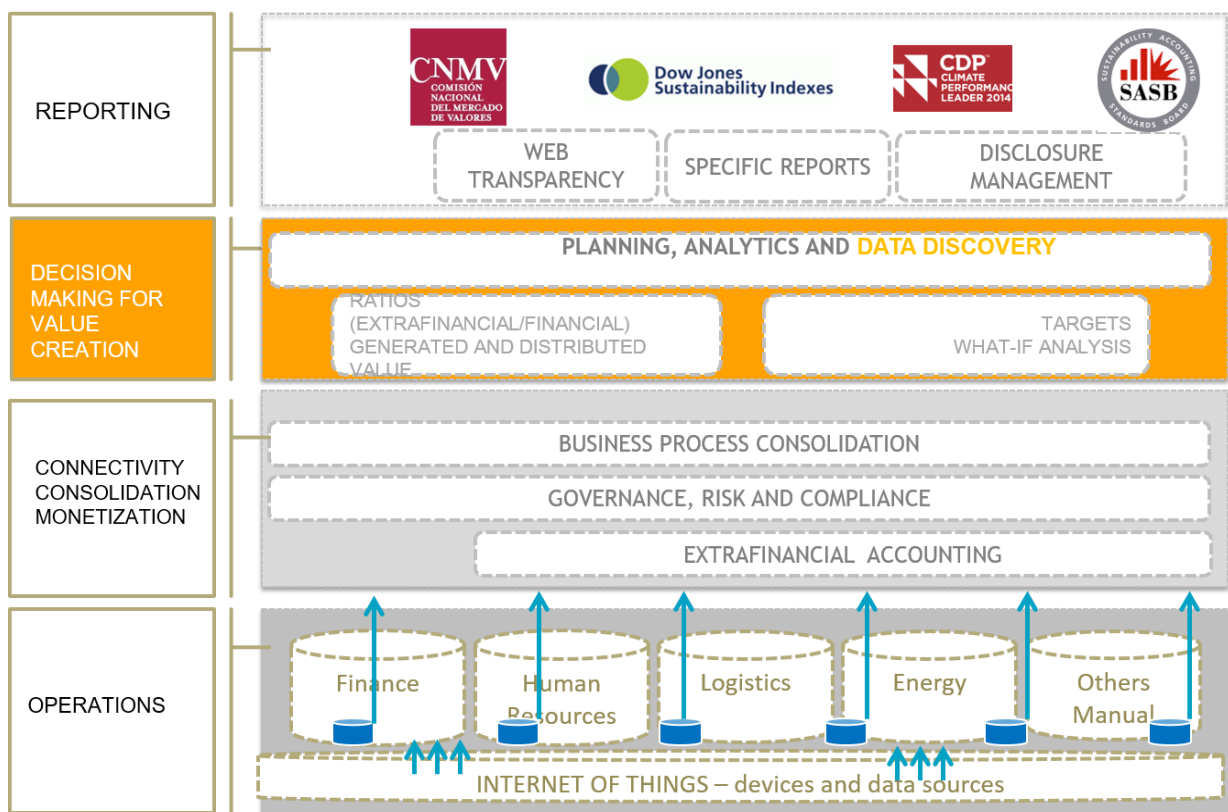 REPORTING
CNMV
COMISIÓN
NACIONAL
DEL MERCADO
DE VALORES
Dow Jones
Sustainability Indexes
CDP™
CLIMATE
PERFORMANC
LEADER 2014
SUSTAINABILITY ACCOUNTING
SASB
STANDARDS BOARD
WEB
TRANSPARENCY
SPECIFIC REPORTS
DISCLOSURE
MANAGEMENT
DECISION
MAKING FOR
VALUE
CREATION
PLANNING, ANALYTICS AND DATA DISCOVERY
RATIOS
(EXTRAFINANCIAL/FINANCIAL)
GENERATED AND DISTRIBUTED
VALUE
TARGETS
WHAT-IF ANALYSIS
CONNECTIVITY
CONSOLIDATION
MONETIZATION
BUSINESS PROCESS CONSOLIDATION
GOVERNANCE, RISK AND COMPLIANCE
EXTRAFINANCIAL ACCOUNTING
OPERATIONS
Finance
Human
Resources
Logistics
Energy
Others
Manual
INTERNET OF THINGS – devices and data sources